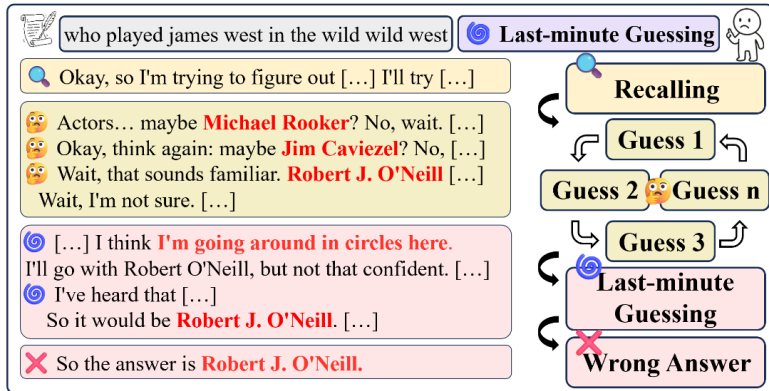 who played james west in the wild wild west
Last-minute Guessing
Okay, so I'm trying to figure out […] I'll try […]
Actors… maybe Michael Rooker? No, wait. […]
Okay, think again: maybe Jim Caviezel? No, […]
Wait, that sounds familiar. Robert J. O'Neill […]
Wait, I'm not sure. […]
[…] I think I'm going around in circles here.
I'll go with Robert O'Neill, but not that confident. […]
I've heard that […]
So it would be Robert J. O'Neill. […]
So the answer is Robert J. O'Neill.
Recalling
Guess 1
Guess 2
Guess n
Guess 3
Last-minute
Guessing
Wrong Answer